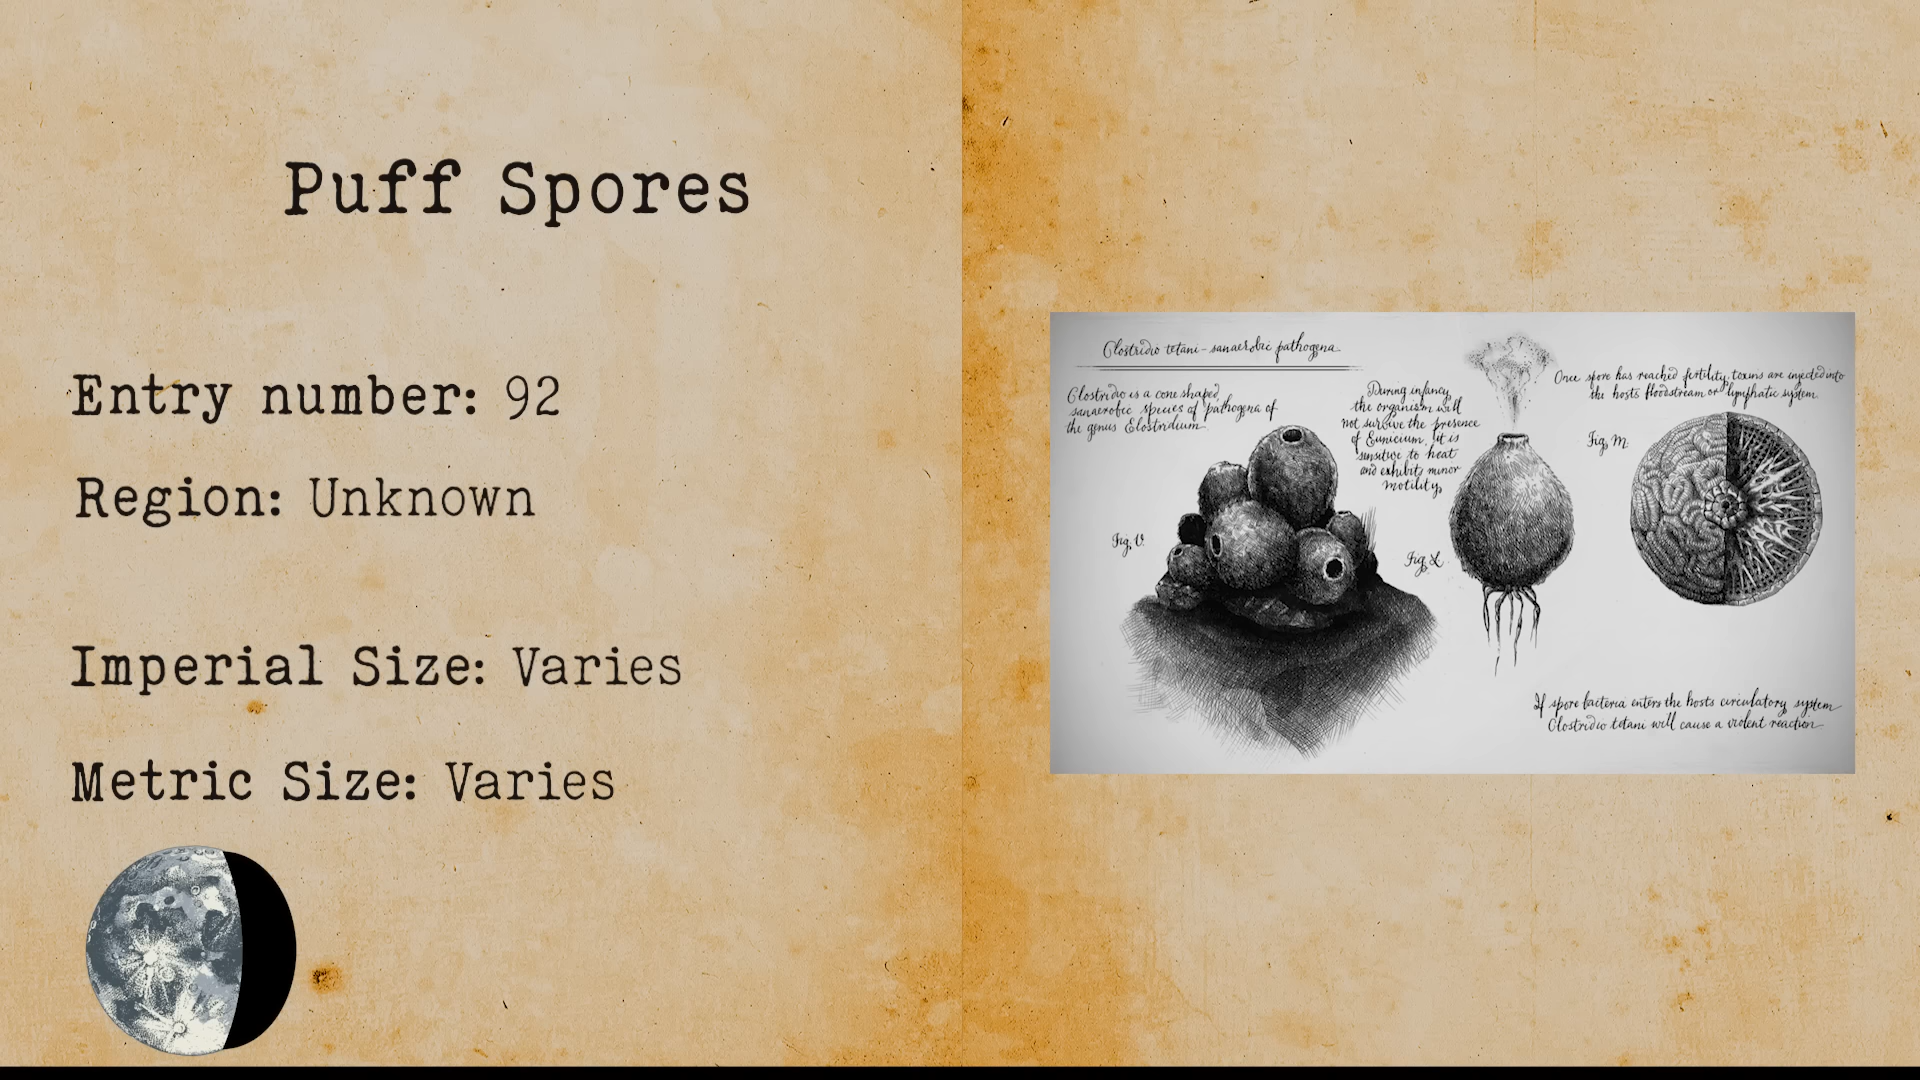 Puff Spores
Entry number: 92
Region: Unknown
Imperial Size: Varies
Metric Size: Varies
Clostridio tetani - sanaerobic pathogena
Clostridio is a cone shaped
sanaerobic species of pathogena of
the genus Elostridium
During infancy
the organism will
not survive the presence
of Eunicium, it is
sensitive to heat
and exhibits minor
motility
Once spore has reached fertility, toxins are injected into
the hosts floodstream or lymphatic system.
Fig. V.
Fig. L
Fig. M.
If spore bacteria enters the hosts circulatory system
Clostridio tetani will cause a violent reaction